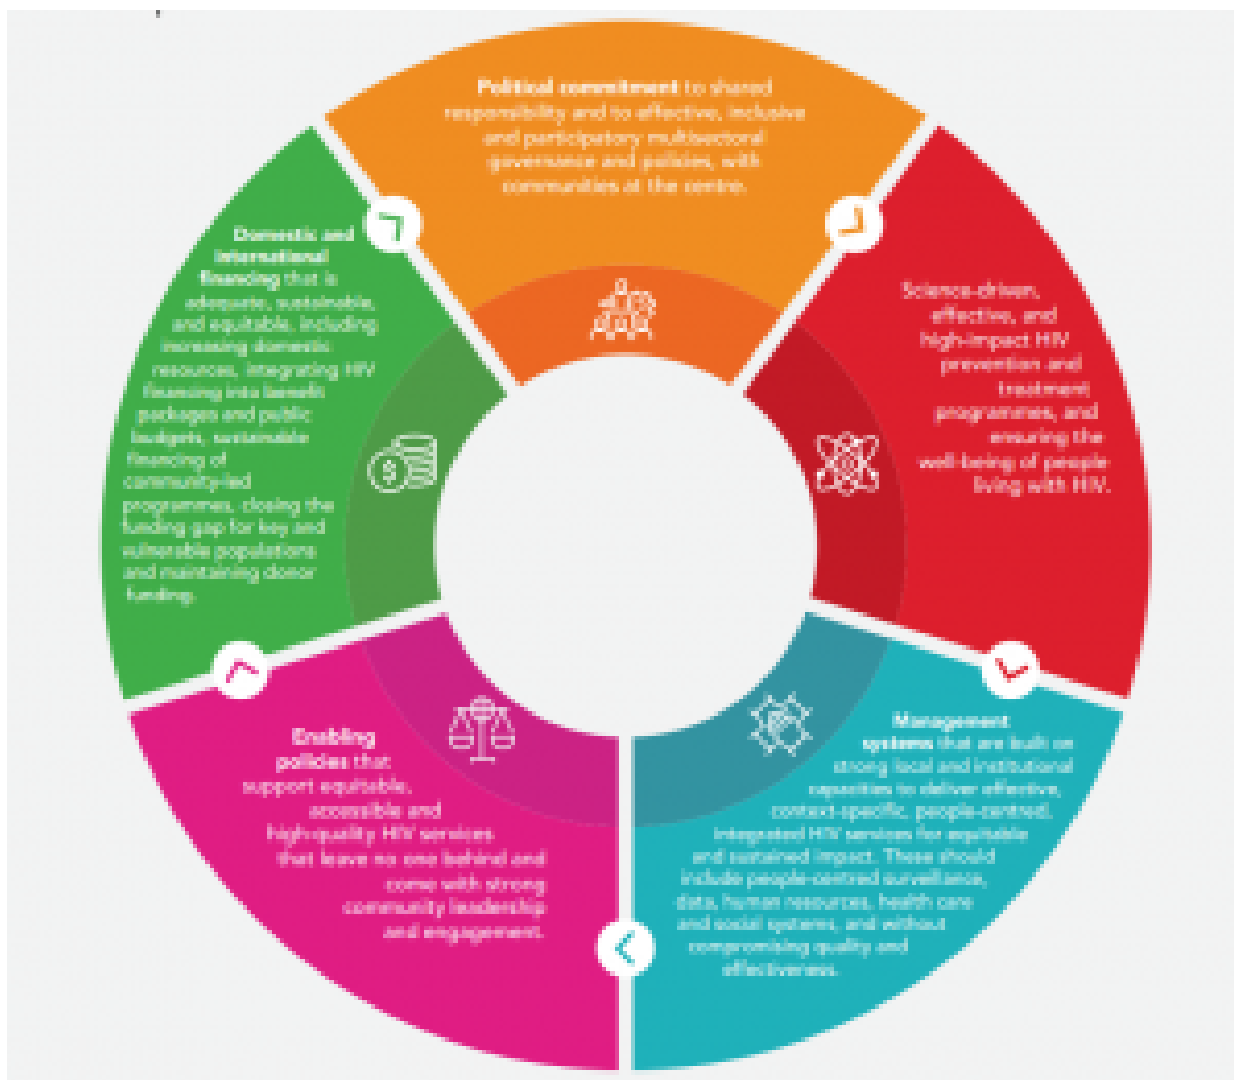 Political commitment to shared
responsibility and to effective, inclusive
and participatory multisectoral
governance and policies, with
communities at the centre.
Science-driven,
effective, and
high-impact HIV
prevention and
treatment
programmes, and
ensuring the
well-being of people
living with HIV.
Management
systems that are built on
strong local and institutional
capacities to deliver effective,
context-specific, people-centred,
integrated HIV services for equitable
and sustained impact. These should
include people-centred surveillance,
data, human resources, health care
and social systems, and without
compromising quality and
effectiveness.
Enabling
policies that
support equitable,
accessible and
high-quality HIV services
that leave no one behind and
come with strong
community leadership
and engagement.
Domestic and
international
financing that is
adequate, sustainable,
and equitable, including
increasing domestic
resources, integrating HIV
financing into benefit
packages and public
budgets, sustainable
financing of
community-led
programmes, closing the
funding gap for key and
vulnerable populations
and maintaining donor
funding.
$